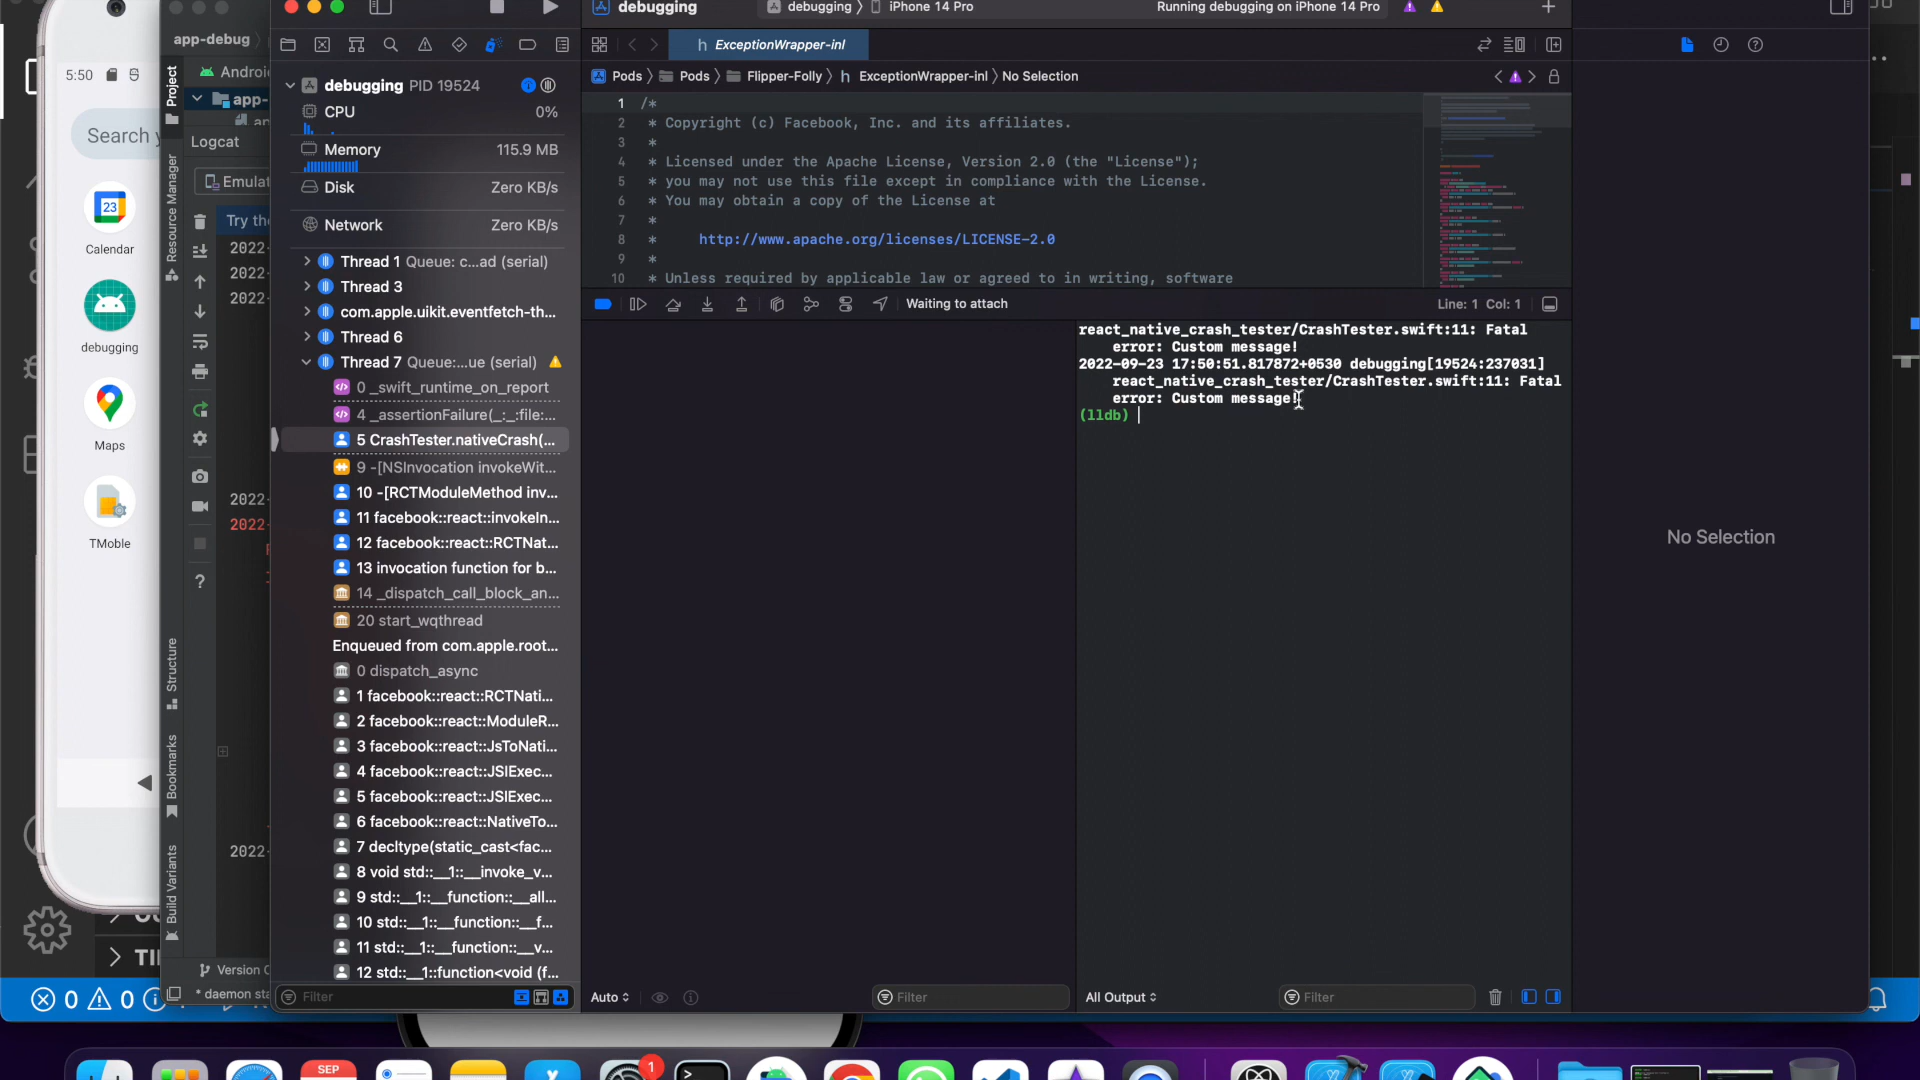 5:50
Search y
Calendar
debugging
Maps
TMoble
app-debug
Androi
app-
Logcat
Emulat
Try the
2022-
2022-
2022-
2022-
2022-
2022-
Version C
* daemon sta
Project
Resource Manager
Structure
Bookmarks
Build Variants
TI
0
0
debugging
debugging
iPhone 14 Pro
Running debugging on iPhone 14 Pro
ExceptionWrapper-inl
Pods
Pods
Flipper-Folly
ExceptionWrapper-inl
No Selection
debugging PID 19524
CPU 0%
Memory 115.9 MB
Disk Zero KB/s
Network Zero KB/s
Thread 1 Queue: c...ad (serial)
Thread 3
com.apple.uikit.eventfetch-th...
Thread 6
Thread 7 Queue:...ue (serial)
0 _swift_runtime_on_report
4 _assertionFailure(_:_:file:...
5 CrashTester.nativeCrash(...
9 -[NSInvocation invokeWit...
10 -[RCTModuleMethod inv...
11 facebook::react::invokeIn...
12 facebook::react::RCTNat...
13 invocation function for b...
14 _dispatch_call_block_an...
20 start_wqthread
Enqueued from com.apple.root...
0 dispatch_async
1 facebook::react::RCTNati...
2 facebook::react::ModuleR...
3 facebook::react::JsToNati...
4 facebook::react::JSIExec...
5 facebook::react::JSIExec...
6 facebook::react::NativeTo...
7 decltype(static_cast<fac...
8 void std::__1::__invoke_v...
9 std::__1::__function::__all...
10 std::__1::__function::__f...
11 std::__1::__function::__v...
12 std::__1::function<void (f...
Filter
1 /*
2 * Copyright (c) Facebook, Inc. and its affiliates.
3 *
4 * Licensed under the Apache License, Version 2.0 (the "License");
5 * you may not use this file except in compliance with the License.
6 * You may obtain a copy of the License at
7 *
8 * http://www.apache.org/licenses/LICENSE-2.0
9 *
10 * Unless required by applicable law or agreed to in writing, software
Waiting to attach
Line: 1 Col: 1
react_native_crash_tester/CrashTester.swift:11: Fatal
error: Custom message!
2022-09-23 17:50:51.817872+0530 debugging[19524:237031]
react_native_crash_tester/CrashTester.swift:11: Fatal
error: Custom message!
(lldb)
Auto
Filter
All Output
Filter
No Selection
SEP
1